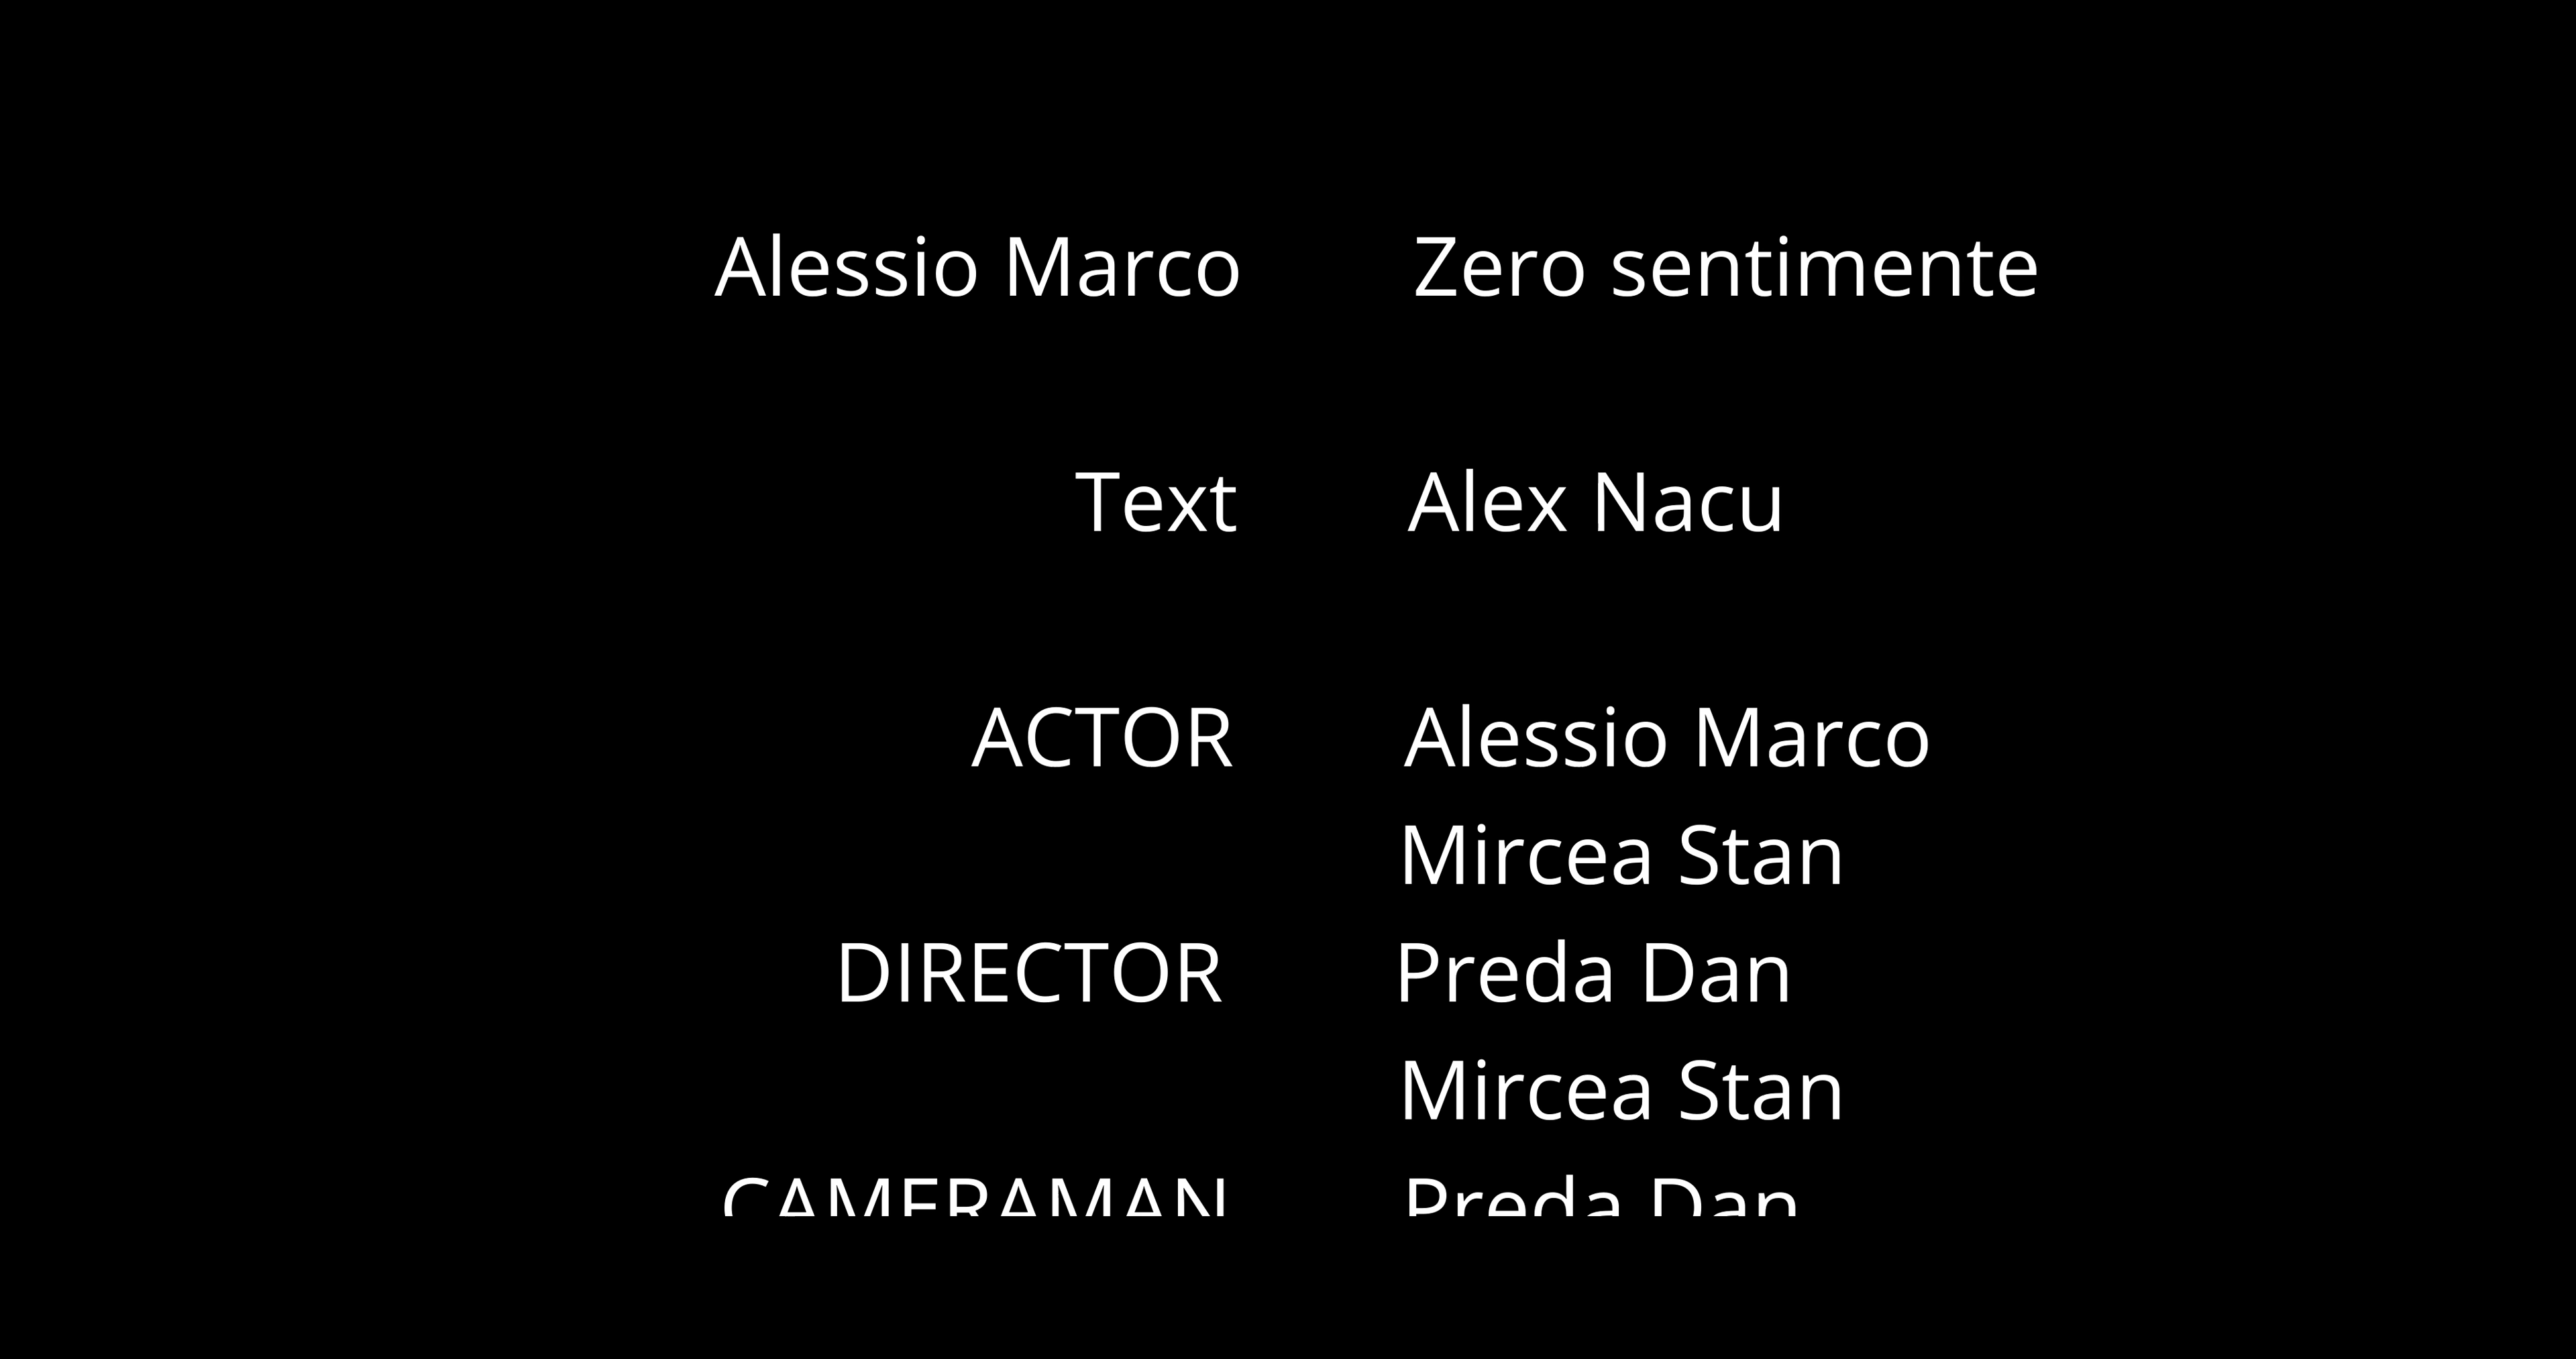 Alessio Marco Zero sentimente
Text Alex Nacu
ACTOR Alessio Marco
Mircea Stan
DIRECTOR Preda Dan
Mircea Stan
CAMERAMAN Preda Dan